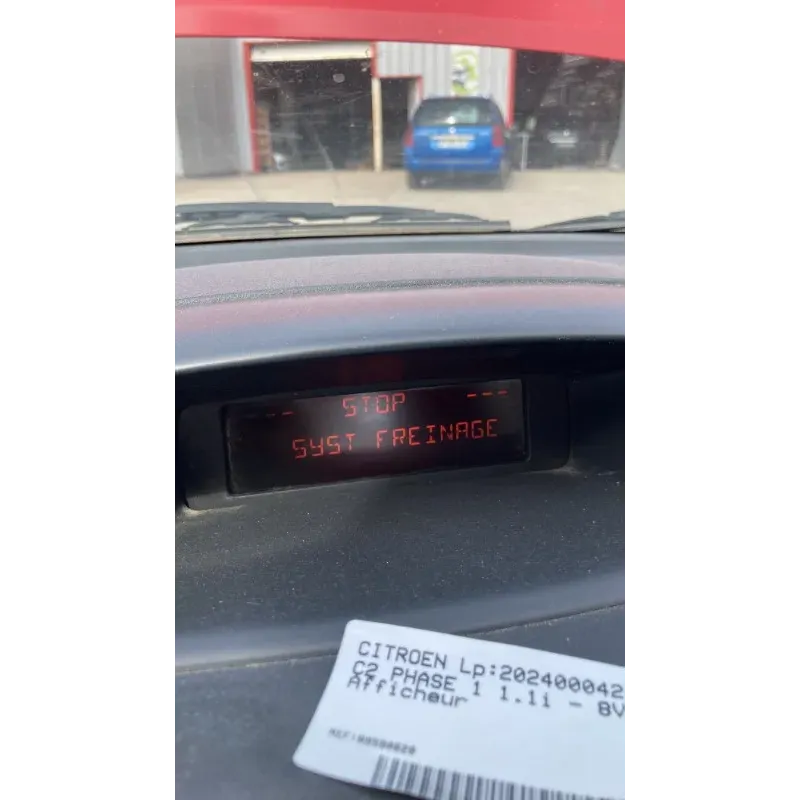 --- STOP ---
SYST FREINAGE
CITROEN Lp:202400042
C2 PHASE 1 1.1i - BV
Afficheur